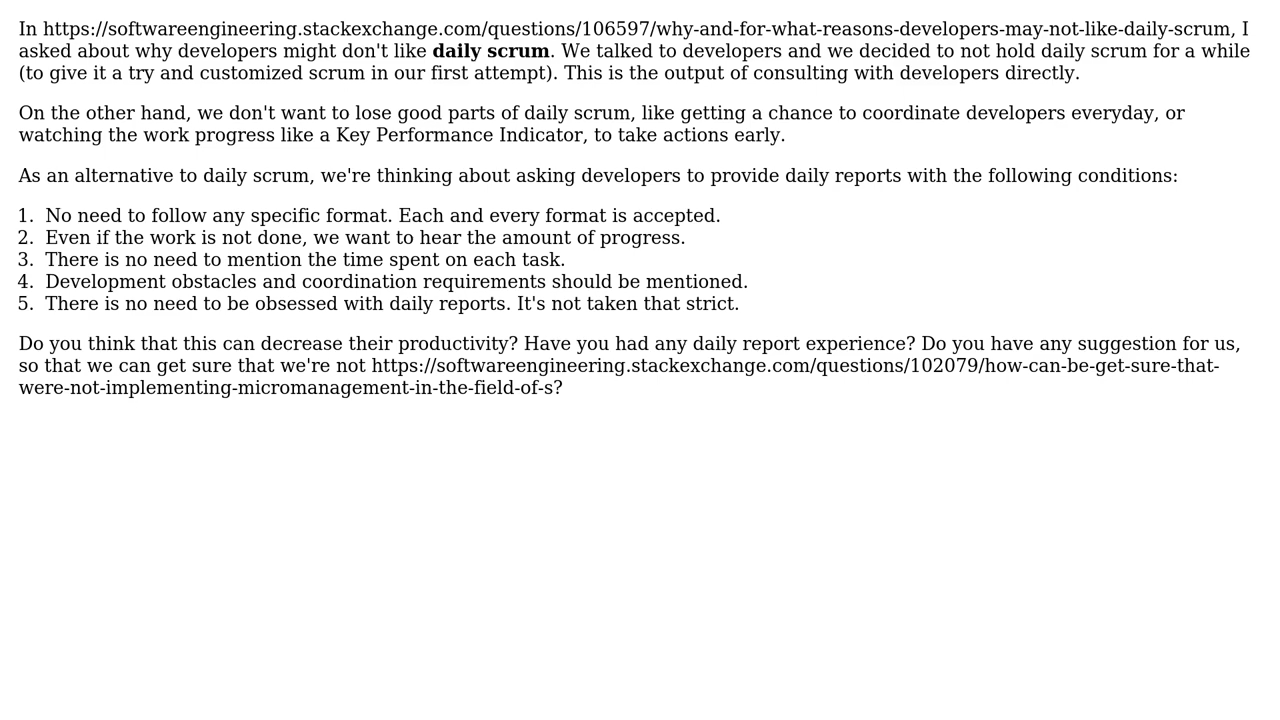 In https://softwareengineering.stackexchange.com/questions/106597/why-and-for-what-reasons-developers-may-not-like-daily-scrum, I
asked about why developers might don't like daily scrum. We talked to developers and we decided to not hold daily scrum for a while
(to give it a try and customized scrum in our first attempt). This is the output of consulting with developers directly.
On the other hand, we don't want to lose good parts of daily scrum, like getting a chance to coordinate developers everyday, or
watching the work progress like a Key Performance Indicator, to take actions early.
As an alternative to daily scrum, we're thinking about asking developers to provide daily reports with the following conditions:
1. No need to follow any specific format. Each and every format is accepted.
2. Even if the work is not done, we want to hear the amount of progress.
3. There is no need to mention the time spent on each task.
4. Development obstacles and coordination requirements should be mentioned.
5. There is no need to be obsessed with daily reports. It's not taken that strict.
Do you think that this can decrease their productivity? Have you had any daily report experience? Do you have any suggestion for us,
so that we can get sure that we're not https://softwareengineering.stackexchange.com/questions/102079/how-can-be-get-sure-that-
were-not-implementing-micromanagement-in-the-field-of-s?